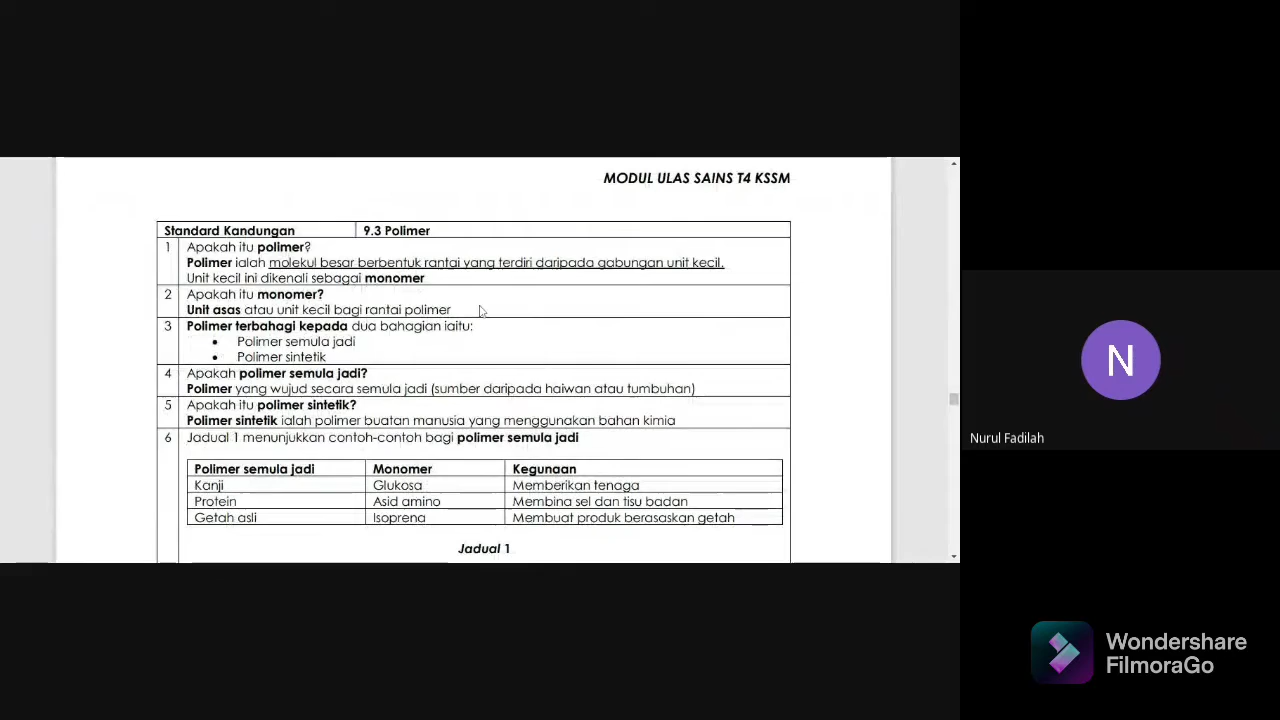 MODUL ULAS SAINS T4 KSSM
Standard Kandungan 9.3 Polimer
1 Apakah itu polimer?
Polimer ialah molekul besar berbentuk rantai yang terdiri daripada gabungan unit kecil.
Unit kecil ini dikenali sebagai monomer
2 Apakah itu monomer?
Unit asas atau unit kecil bagi rantai polimer
3 Polimer terbahagi kepada dua bahagian iaitu:
• Polimer semula jadi
• Polimer sintetik
4 Apakah polimer semula jadi?
Polimer yang wujud secara semula jadi (sumber daripada haiwan atau tumbuhan)
5 Apakah itu polimer sintetik?
Polimer sintetik ialah polimer buatan manusia yang menggunakan bahan kimia
6 Jadual 1 menunjukkan contoh-contoh bagi polimer semula jadi
Polimer semula jadi Monomer Kegunaan
Kanji Glukosa Memberikan tenaga
Protein Asid amino Membina sel dan tisu badan
Getah asli Isoprena Membuat produk berasaskan getah
Jadual 1
N
Nurul Fadilah
Wondershare
FilmoraGo